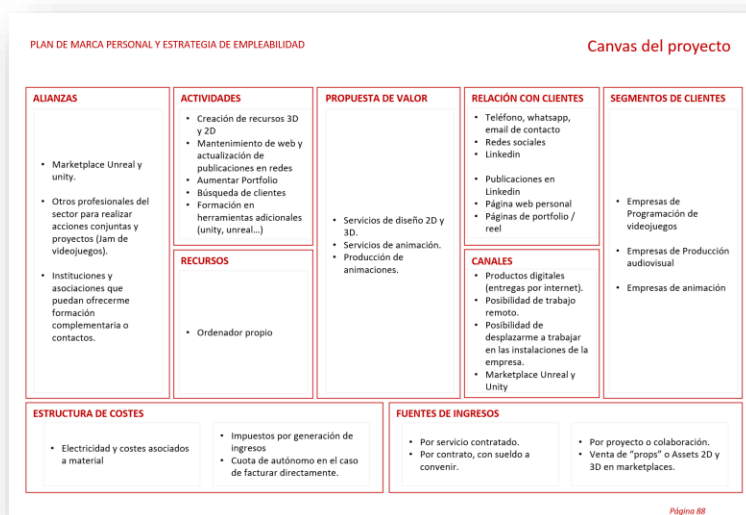 PLAN DE MARCA PERSONAL Y ESTRATEGIA DE EMPLEABILIDAD
Canvas del proyecto
ALIANZAS
• Marketplace Unreal y
unity.
• Otros profesionales del
sector para realizar
acciones conjuntas y
proyectos (Jam de
videojuegos).
• Instituciones y
asociaciones que
puedan ofrecerme
formación
complementaria o
contactos.
ACTIVIDADES
• Creación de recursos 3D
y 2D
• Mantenimiento de web y
actualización de
publicaciones en redes
• Aumentar Portfolio
• Búsqueda de clientes
• Formación en
herramientas adicionales
(unity, unreal...)
RECURSOS
• Ordenador propio
PROPUESTA DE VALOR
• Servicios de diseño 2D y
3D.
• Servicios de animación.
• Producción de
animaciones.
RELACIÓN CON CLIENTES
• Teléfono, whatsapp,
email de contacto
• Redes sociales
• Linkedin
• Publicaciones en
Linkedin
• Página web personal
• Páginas de portfolio /
reel
CANALES
• Productos digitales
(entregas por internet).
• Posibilidad de trabajo
remoto.
• Posibilidad de
desplazarme a trabajar
en las instalaciones de la
empresa.
• Marketplace Unreal y
Unity
SEGMENTOS DE CLIENTES
• Empresas de
Programación de
videojuegos
• Empresas de Producción
audiovisual
• Empresas de animación
ESTRUCTURA DE COSTES
• Electricidad y costes asociados
a material
• Impuestos por generación de
ingresos
• Cuota de autónomo en el caso
de facturar directamente.
FUENTES DE INGRESOS
• Por servicio contratado.
• Por contrato, con sueldo a
convenir.
• Por proyecto o colaboración.
• Venta de "props" o Assets 2D y
3D en marketplaces.
Página 88